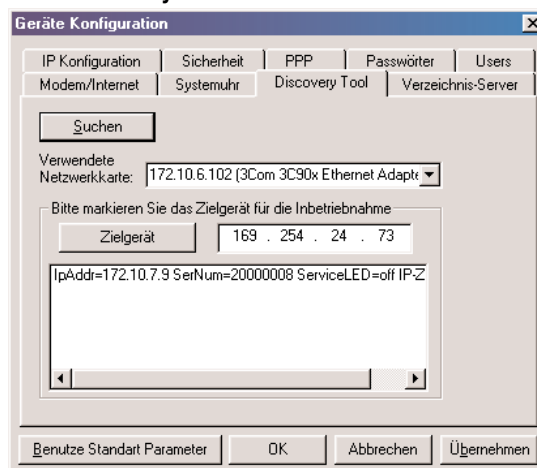 Geräte Konfiguration
IP Konfiguration Sicherheit PPP Passwörter Users
Modem/Internet Systemuhr Discovery Tool Verzeichnis-Server
Suchen
Verwendete
Netzwerkkarte: 172.10.6.102 (3Com 3C90x Ethernet Adapte
Bitte markieren Sie das Zielgerät für die Inbetriebnahme
Zielgerät 169 . 254 . 24 . 73
IpAddr=172.10.7.9 SerNum=20000008 ServiceLED=off IP-Z
Benutze Standart Parameter OK Abbrechen Übernehmen